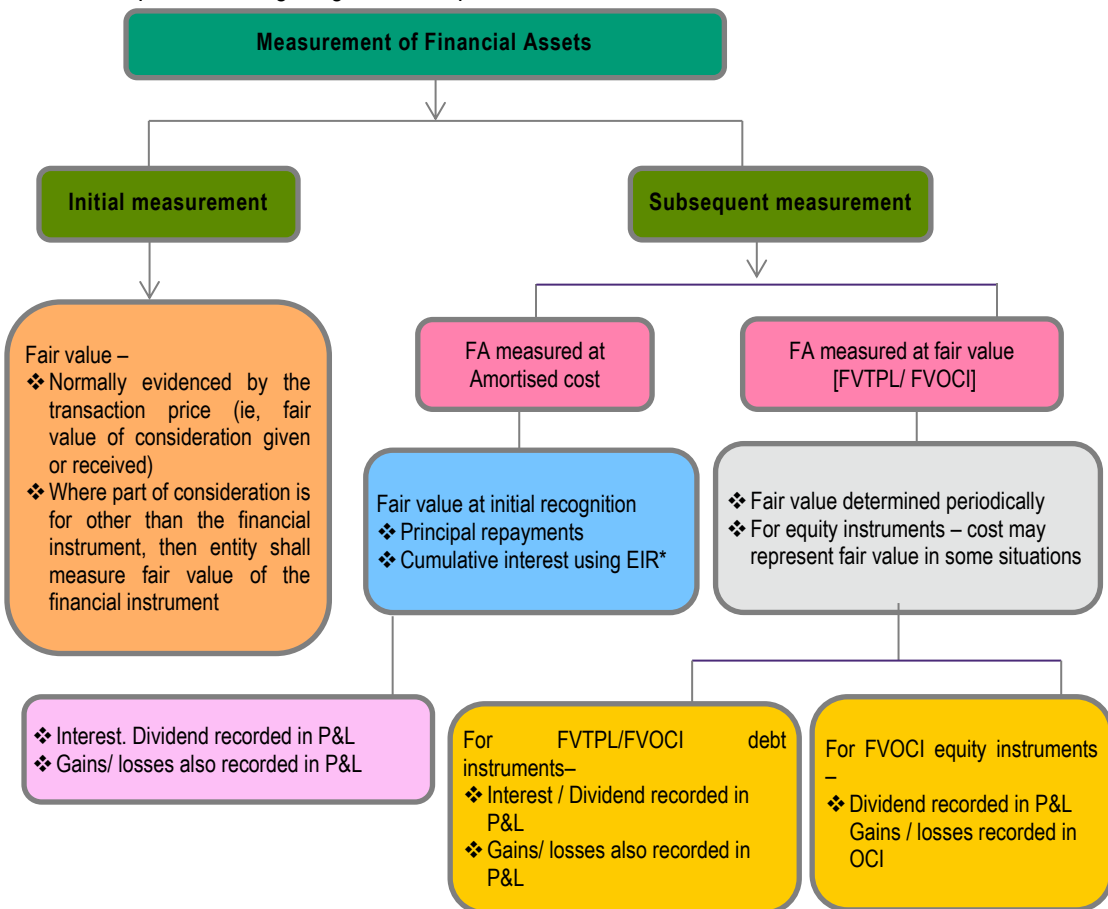 Measurement of Financial Assets
Initial measurement
Subsequent measurement
Fair value –
❖ Normally evidenced by the
transaction price (ie, fair
value of consideration given
or received)
❖ Where part of consideration is
for other than the financial
instrument, then entity shall
measure fair value of the
financial instrument
FA measured at
Amortised cost
FA measured at fair value
[FVTPL/ FVOCI]
Fair value at initial recognition
❖ Principal repayments
❖ Cumulative interest using EIR*
❖ Fair value determined periodically
❖ For equity instruments – cost may
represent fair value in some situations
❖ Interest. Dividend recorded in P&L
❖ Gains/ losses also recorded in P&L
For FVTPL/FVOCI debt
instruments–
❖ Interest / Dividend recorded in
P&L
❖ Gains/ losses also recorded in
P&L
For FVOCI equity instruments
–
❖ Dividend recorded in P&L
Gains / losses recorded in
OCI